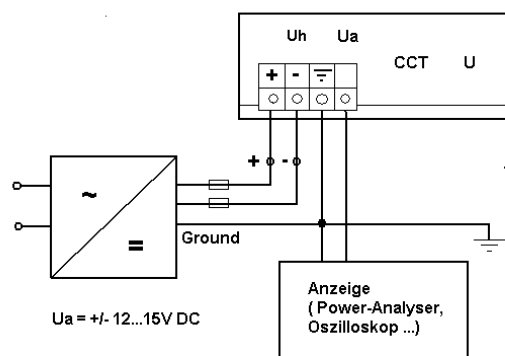 Uh Ua
CCT U
+ -
+ -
~
=
Ground
Anzeige
( Power-Analyser,
Oszilloskop ...)
Ua = +/- 12...15V DC